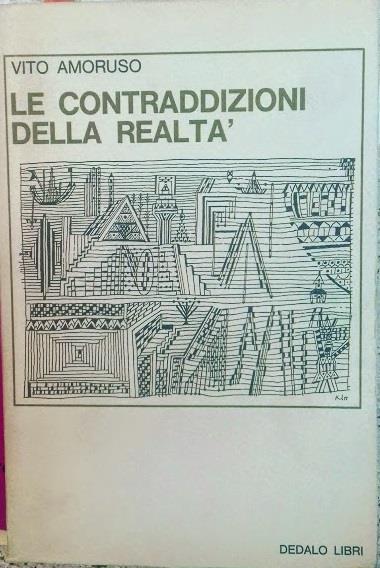 VITO AMORUSO
LE CONTRADDIZIONI
DELLA REALTA'
DEDALO LIBRI